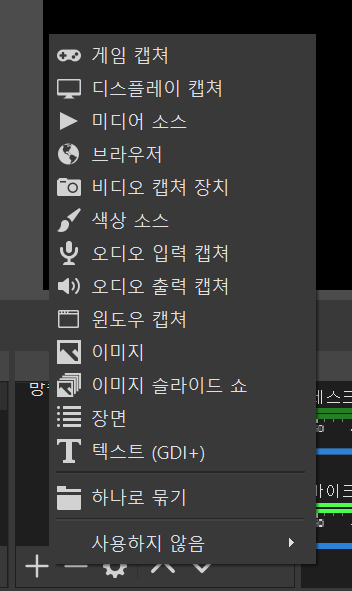 게임 캡쳐
디스플레이 캡쳐
미디어 소스
브라우저
비디오 캡쳐 장치
색상 소스
오디오 입력 캡쳐
오디오 출력 캡쳐
윈도우 캡쳐
이미지
이미지 슬라이드 쇼
장면
텍스트 (GDI+)
하나로 묶기
사용하지 않음